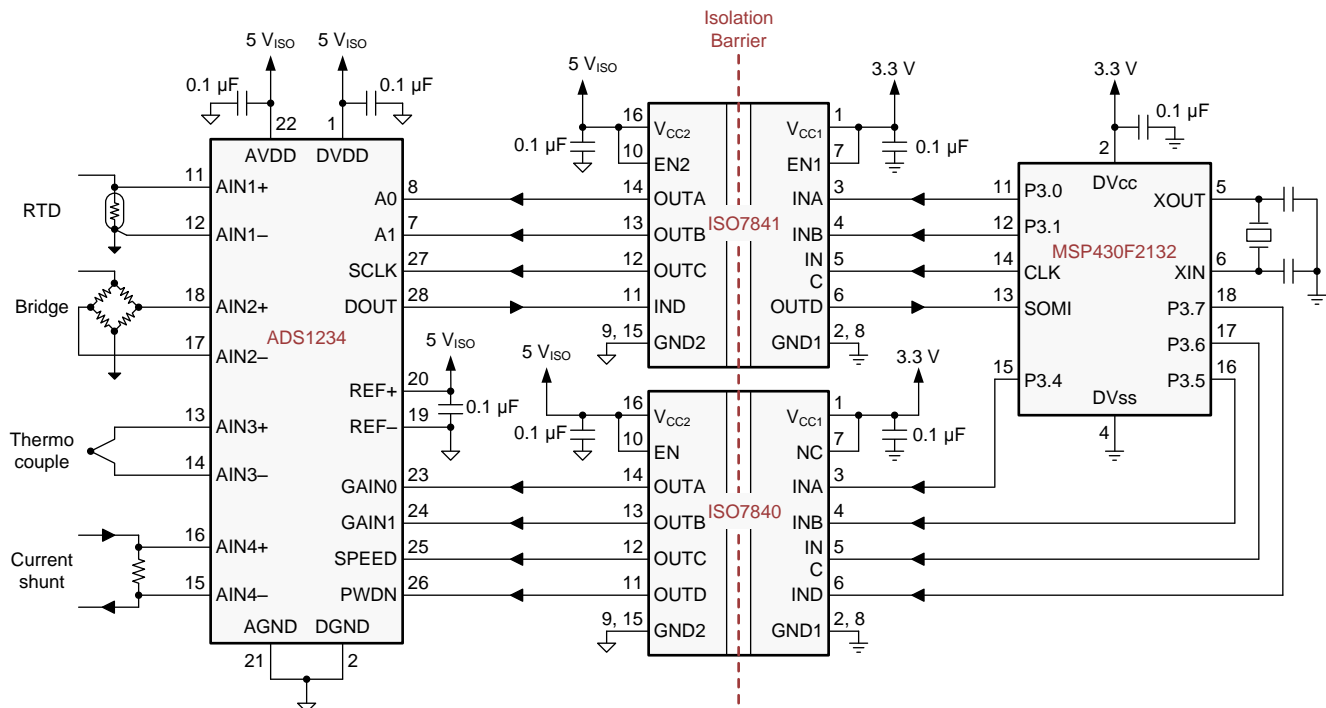 Isolation
Barrier
5 VISO
5 VISO
0.1 µF
0.1 µF
22
1
AVDD
DVDD
11
AIN1+
RTD
12
AIN1–
18
AIN2+
Bridge
17
AIN2–
ADS1234
13
AIN3+
Thermo
couple
14
AIN3–
16
AIN4+
Current
shunt
15
AIN4–
A0
8
A1
7
SCLK
27
DOUT
28
5 VISO
REF+
20
0.1 µF
REF–
19
GAIN0
23
GAIN1
24
SPEED
25
PWDN
26
AGND
DGND
21
2
5 VISO
3.3 V
0.1 µF
16
VCC2
10
EN2
14
OUTA
13
OUTB
12
OUTC
11
IND
9, 15
GND2
ISO7841
VCC1
1
EN1
7
0.1 µF
INA
3
INB
4
IN
C
5
OUTD
6
GND1
2, 8
5 VISO
3.3 V
0.1 µF
16
VCC2
10
EN
14
OUTA
13
OUTB
12
OUTC
11
OUTD
9, 15
GND2
ISO7840
VCC1
1
NC
7
0.1 µF
INA
3
INB
4
IN
C
5
IND
6
GND1
2, 8
3.3 V
0.1 µF
2
DVcc
11
P3.0
12
P3.1
14
CLK
13
SOMI
15
P3.4
MSP430F2132
XOUT
5
XIN
6
P3.7
18
P3.6
17
P3.5
16
DVss
4